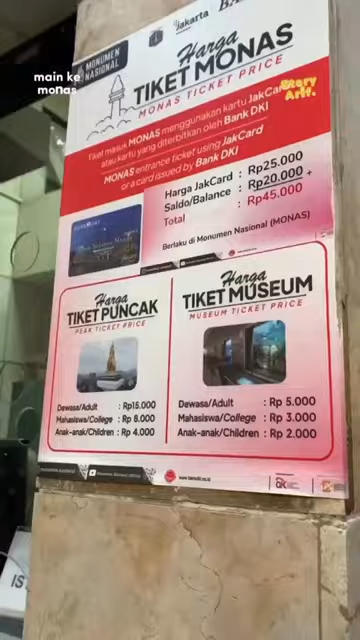 main ke
monas
MONUMEN
NASIONAL
Jakarta
Harga
TIKET MONAS
MONAS TICKET PRICE
Story
Art.
Tiket masuk MONAS menggunakan kartu JakCard
atau kartu yang diterbitkan oleh Bank DKI
MONAS entrance ticket using JakCard
or a card issued by Bank DKI
Harga JakCard : Rp25.000
Saldo/Balance : Rp20.000 +
Total : Rp45.000
Berlaku di Monumen Nasional (MONAS)
Harga
TIKET PUNCAK
PEAK TICKET PRICE
Dewasa/Adult : Rp15.000
Mahasiswa/College : Rp 8.000
Anak-anak/Children : Rp 4.000
Harga
TIKET MUSEUM
MUSEUM TICKET PRICE
Dewasa/Adult : Rp 5.000
Mahasiswa/College : Rp 3.000
Anak-anak/Children : Rp 2.000
www.bankdki.co.id
IS